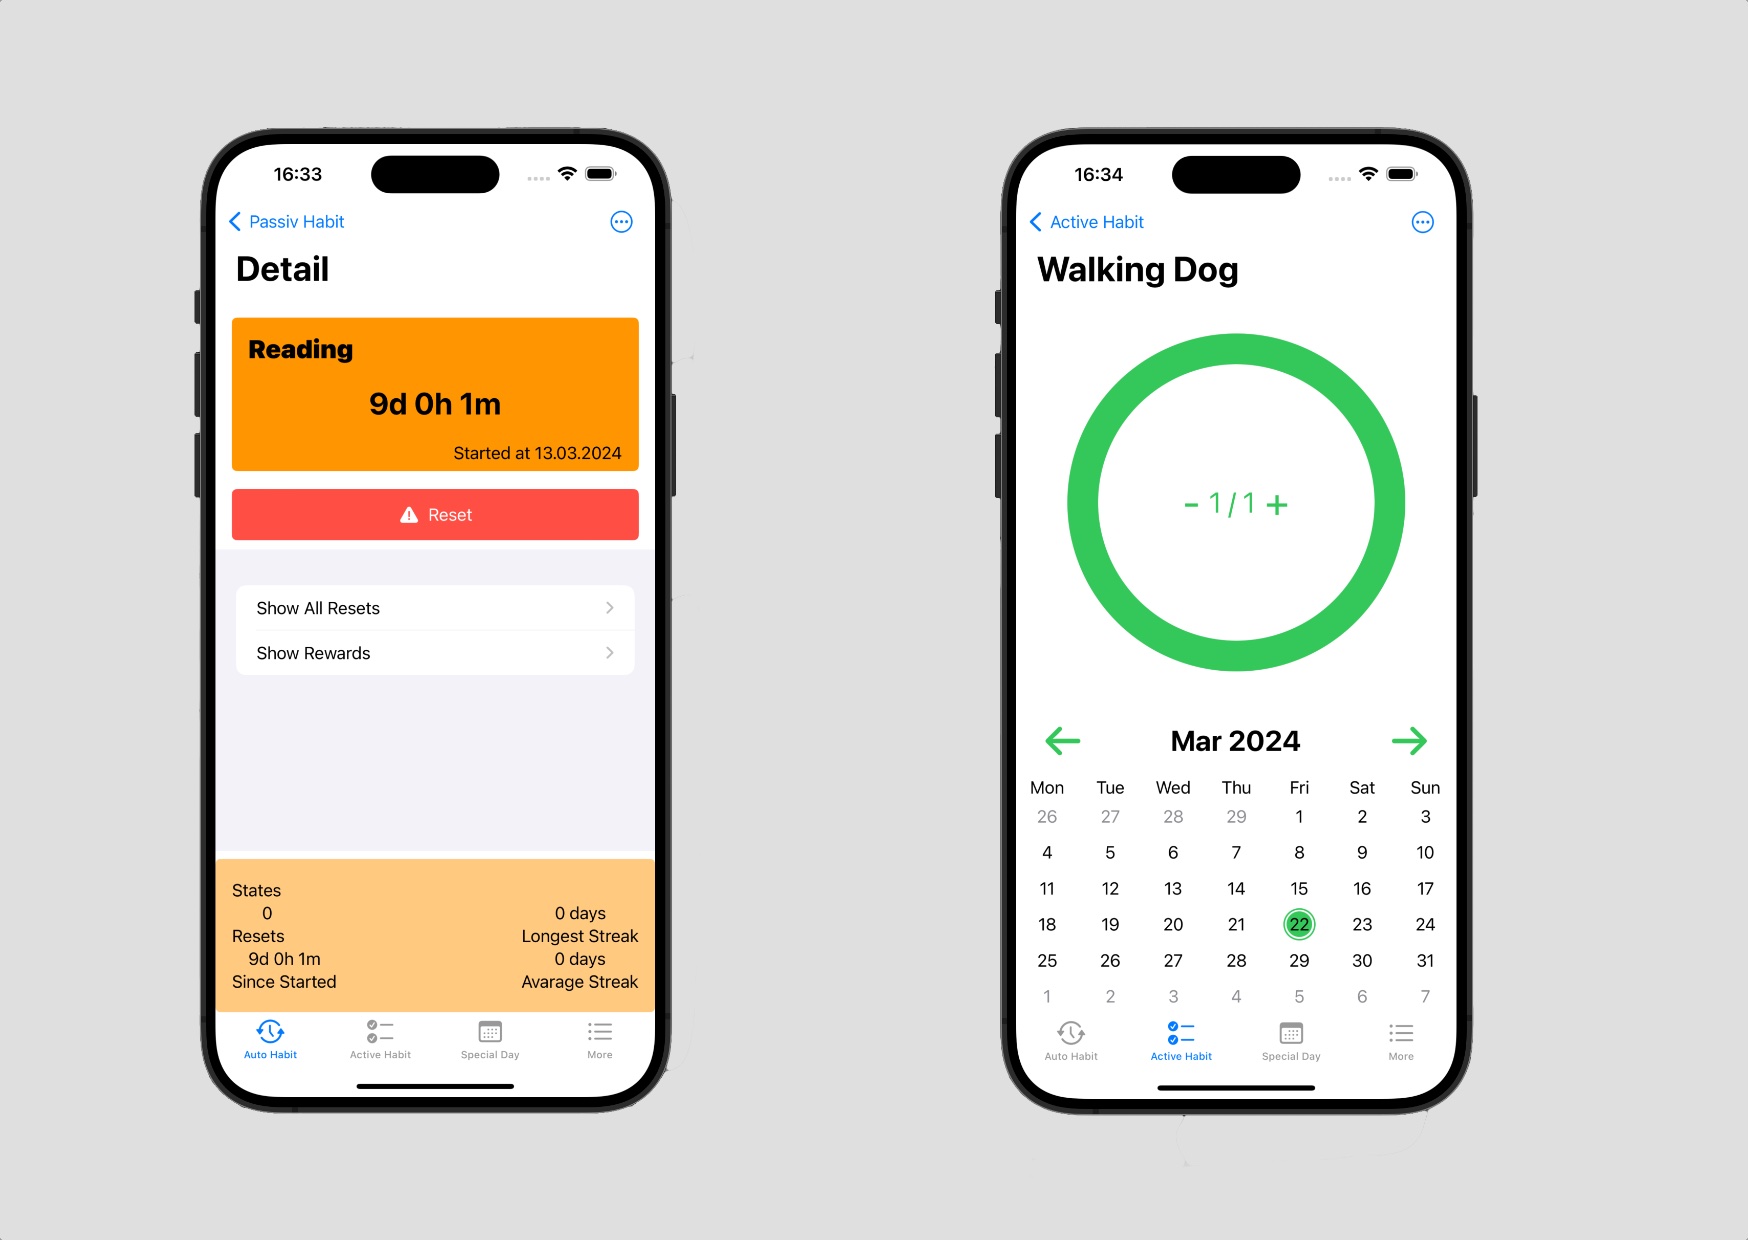 16:33
Passiv Habit
Detail
Reading
9d 0h 1m
Started at 13.03.2024
Reset
Show All Resets
Show Rewards
States
0
0 days
Resets
Longest Streak
9d 0h 1m
0 days
Since Started
Avarage Streak
Auto Habit Active Habit Special Day More
16:34
Active Habit
Walking Dog
- 1/1 +
Mar 2024
Mon Tue Wed Thu Fri Sat Sun
26 27 28 29 1 2 3
4 5 6 7 8 9 10
11 12 13 14 15 16 17
18 19 20 21 22 23 24
25 26 27 28 29 30 31
1 2 3 4 5 6 7
Auto Habit Active Habit Special Day More